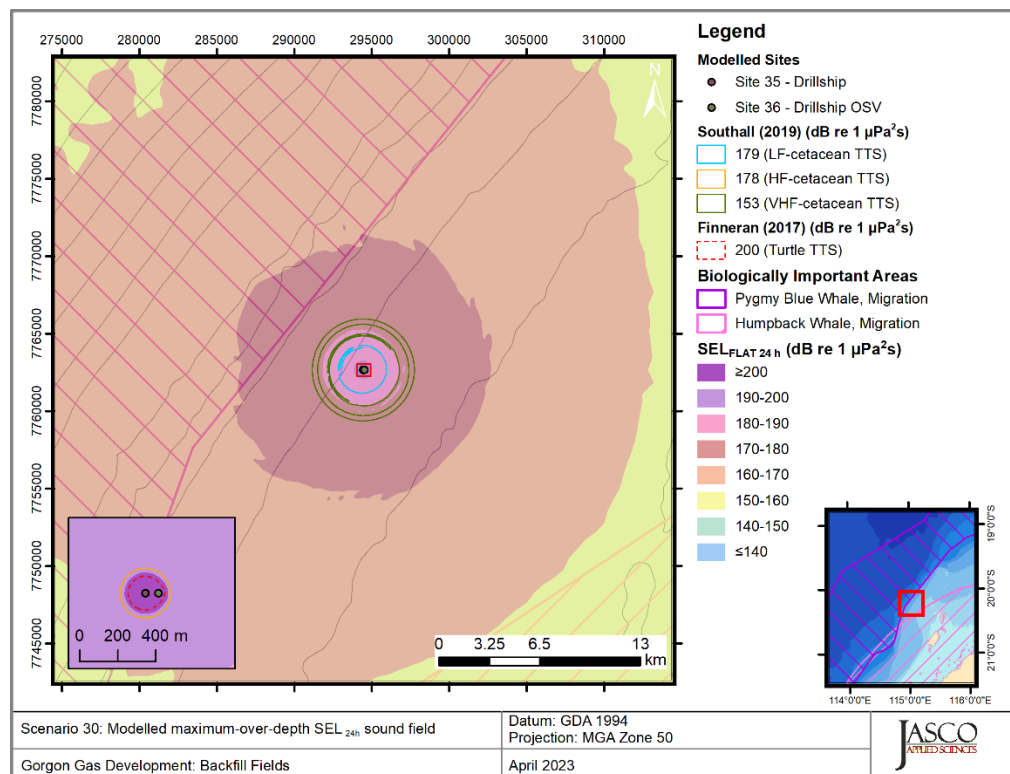 275000 280000 285000 290000 295000 300000 305000 310000
7780000
7775000
7770000
7765000
7760000
7755000
7750000
7745000
N
0 200 400 m
0 3.25 6.5 13
km
Legend
Modelled Sites
Site 35 - Drillship
Site 36 - Drillship OSV
Southall (2019) (dB re 1 µPa²s)
179 (LF-cetacean TTS)
178 (HF-cetacean TTS)
153 (VHF-cetacean TTS)
Finneran (2017) (dB re 1 µPa²s)
200 (Turtle TTS)
Biologically Important Areas
Pygmy Blue Whale, Migration
Humpback Whale, Migration
SEL FLAT 24 h (dB re 1 µPa²s)
≥200
190-200
180-190
170-180
160-170
150-160
140-150
≤140
19°0'0"S
20°0'0"S
21°0'0"S
114°0'0"E 115°0'0"E 116°0'0"E
Scenario 30: Modelled maximum-over-depth SEL 24h sound field
Datum: GDA 1994
Projection: MGA Zone 50
Gorgon Gas Development: Backfill Fields
April 2023
JASCO
APPLIED SCIENCES